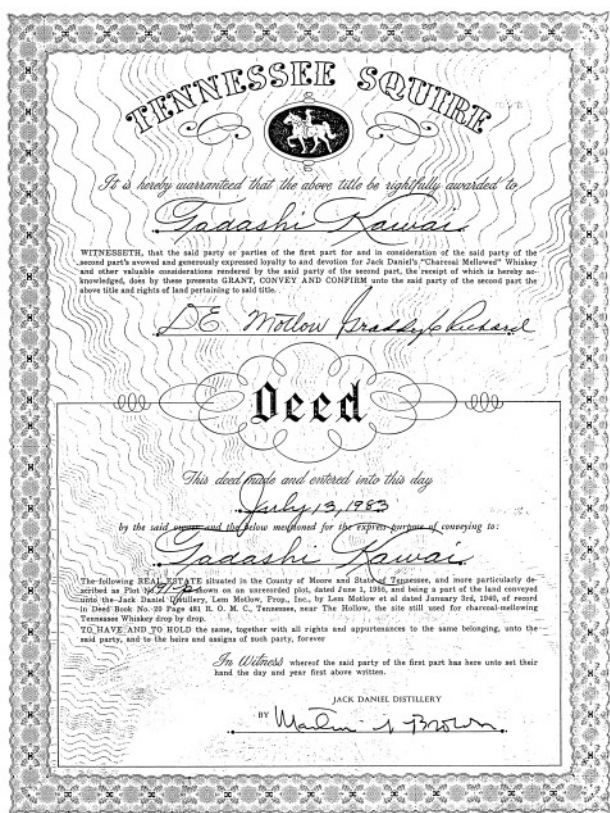 TENNESSEE SQUIRE
It is hereby warranted that the above title be rightfully awarded to
Tadashi Kawai
WITNESSETH, that the said party or parties of the first part for and in consideration of the said party of the
second part's avowed and generously expressed loyalty to and devotion for Jack Daniel's "Charcoal Mellowed" Whiskey
and other valuable considerations rendered by the said party of the second part, the receipt of which is hereby ac-
knowledged, does by these presents GRANT, CONVEY AND CONFIRM unto the said party of the second part the
above title and rights of land pertaining to said title.
D.E. Motlow
Deed
This deed made and entered into this day
July 13, 1983
by the said owner and the below mentioned for the express purpose of conveying to:
Tadashi Kawai
The following REAL ESTATE situated in the County of Moore and State of Tennessee, and more particularly de-
scribed as Plot No. shown on an unrecorded plot, dated June 1, 1956, and being a part of the land conveyed
unto the Jack Daniel Distillery, Lem Motlow, Prop., Inc., by Lem Motlow et al dated January 3rd, 1940, of record
in Deed Book No. 20 Page 481 R. O. M. C., Tennessee, near The Hollow, the site still used for charcoal-mellowing
Tennessee Whiskey drop by drop.
TO HAVE AND TO HOLD the same, together with all rights and appurtenances to the same belonging, unto the
said party, and to the heirs and assigns of such party, forever
In Witness whereof the said party of the first part has here unto set their
hand the day and year first above written.
JACK DANIEL DISTILLERY
BY Martin S Brown